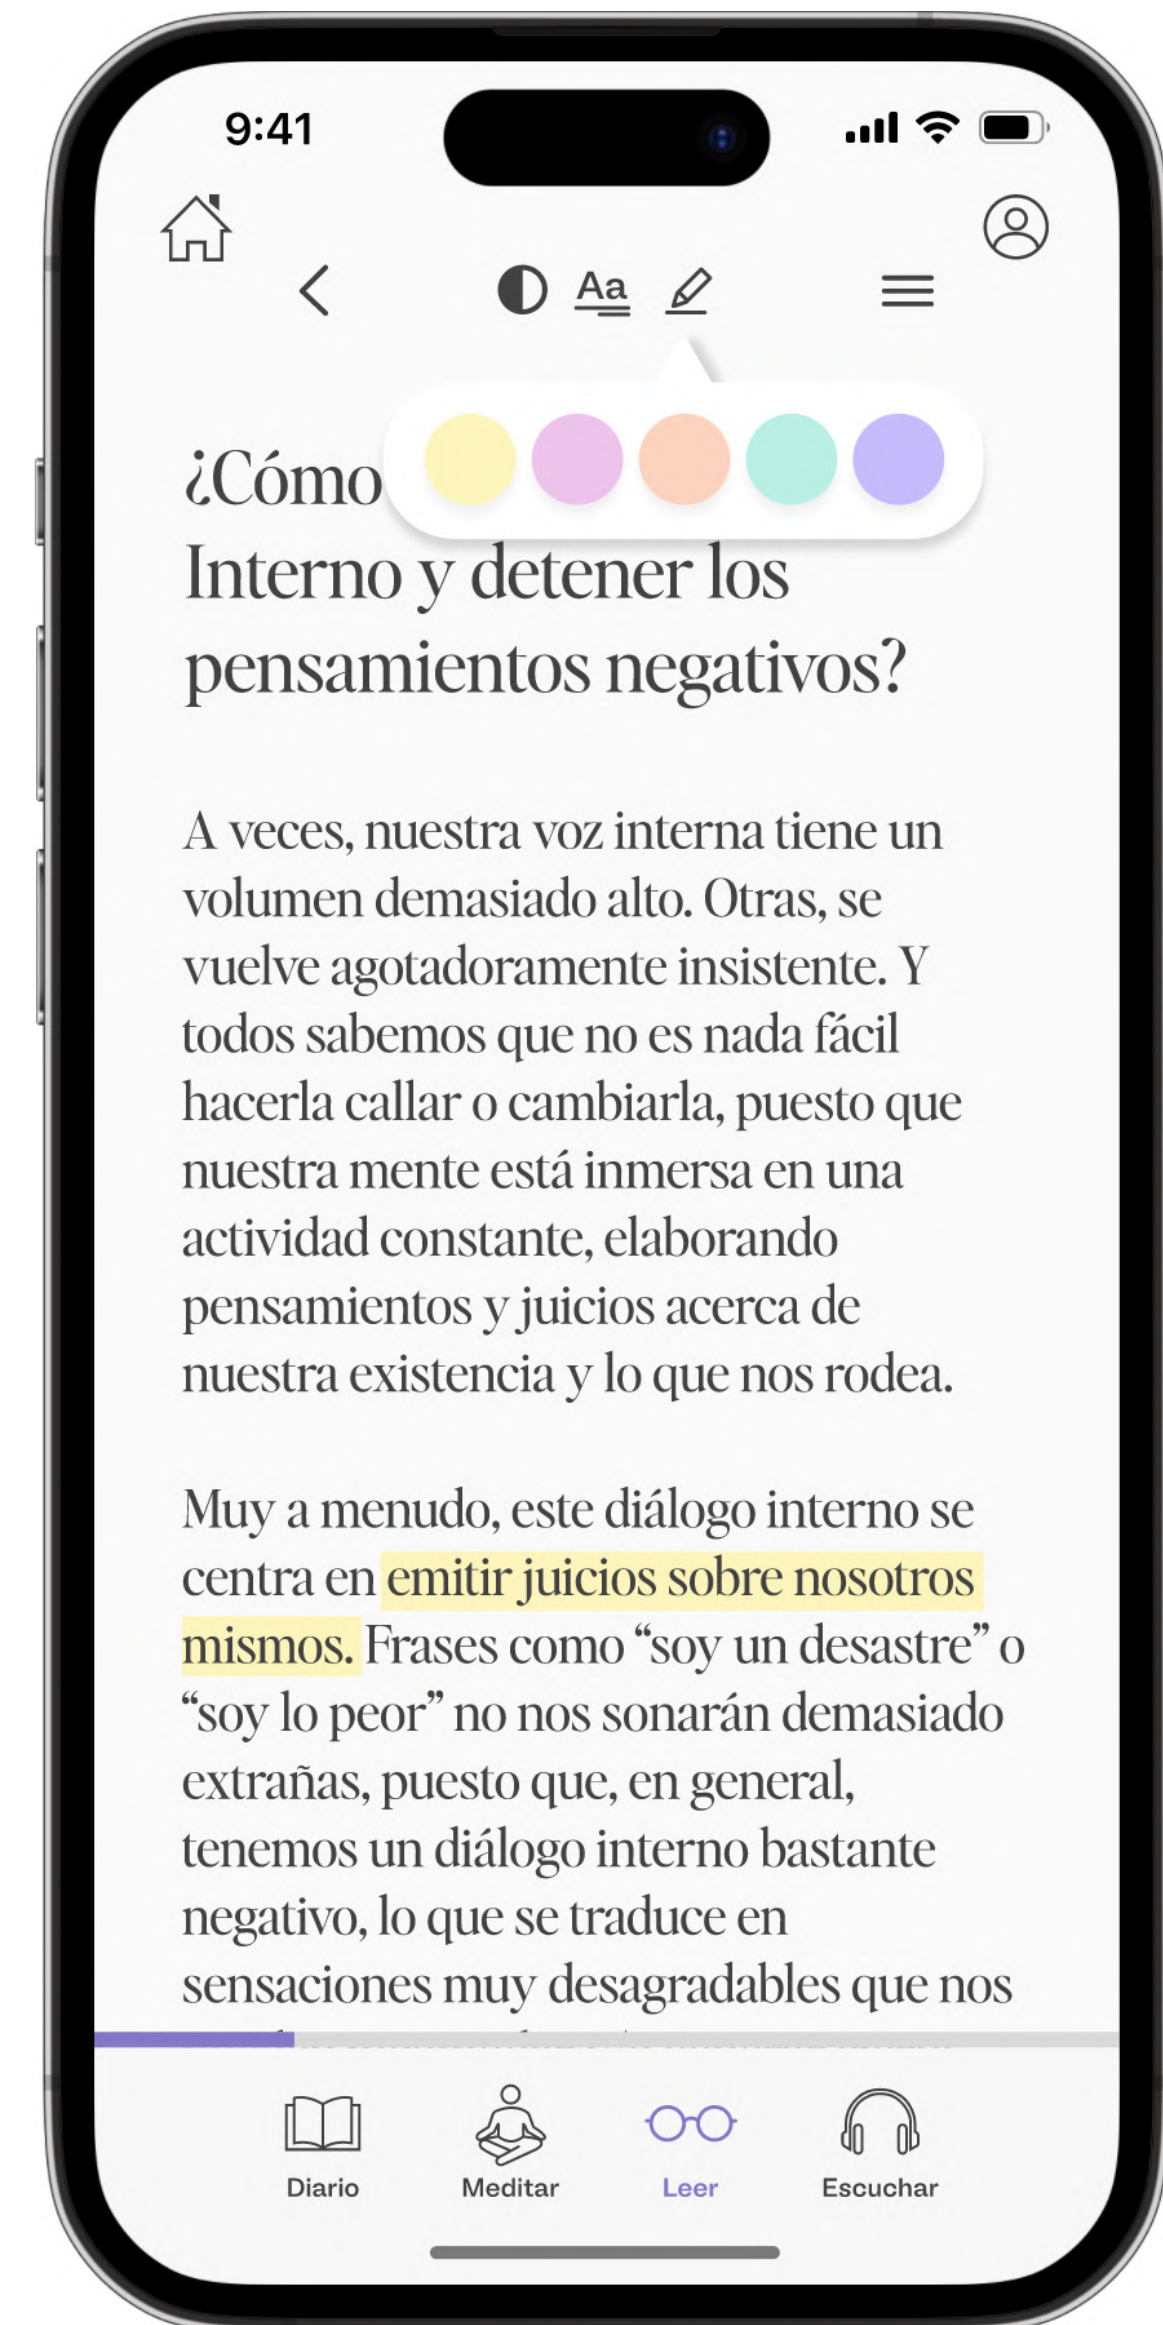 9:41
Aa
¿Cómo
Interno y detener los
pensamientos negativos?
A veces, nuestra voz interna tiene un
volumen demasiado alto. Otras, se
vuelve agotadoramente insistente. Y
todos sabemos que no es nada fácil
hacerla callar o cambiarla, puesto que
nuestra mente está inmersa en una
actividad constante, elaborando
pensamientos y juicios acerca de
nuestra existencia y lo que nos rodea.
Muy a menudo, este diálogo interno se
centra en emitir juicios sobre nosotros
mismos. Frases como “soy un desastre” o
“soy lo peor” no nos sonarán demasiado
extrañas, puesto que, en general,
tenemos un diálogo interno bastante
negativo, lo que se traduce en
sensaciones muy desagradables que nos
Diario
Meditar
Leer
Escuchar